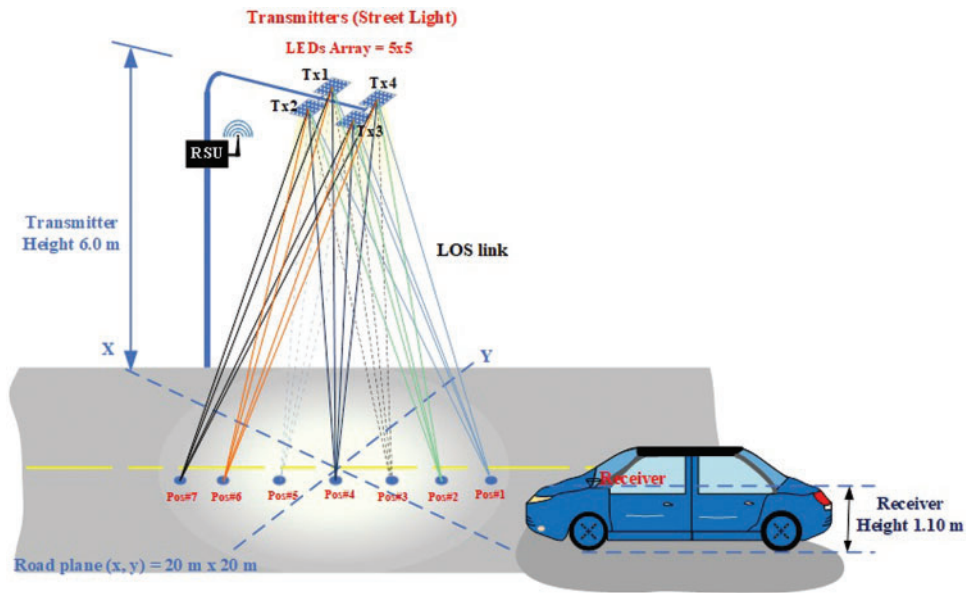 Transmitters (Street Light)
LEDs Array = 5x5
Tx1
Tx4
Tx2
Tx3
RSU
Transmitter
Height 6.0 m
LOS link
X
Y
Receiver
Pos#7
Pos#6
Pos#5
Pos#4
Pos#3
Pos#2
Pos#1
Receiver
Height 1.10 m
Road plane (x, y) = 20 m x 20 m